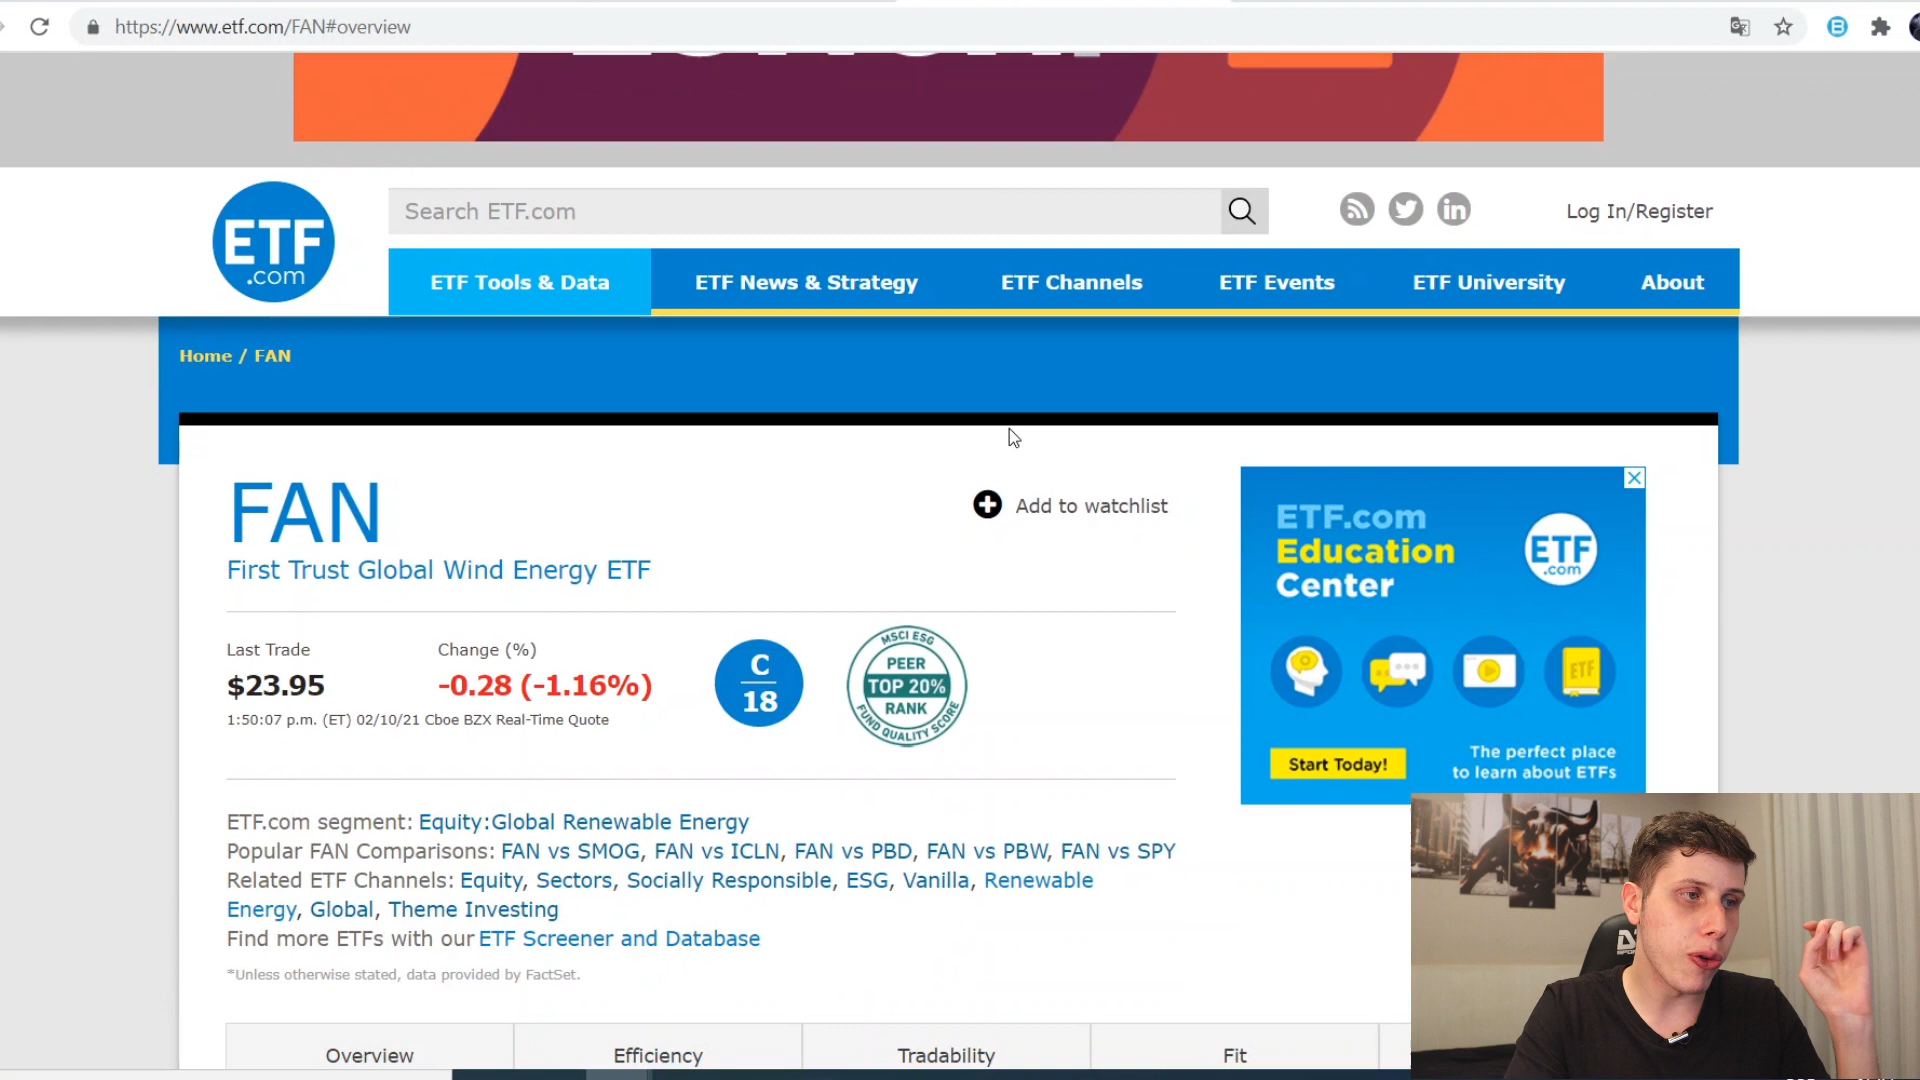 https://www.etf.com/FAN#overview
ETF
.com
Search ETF.com
Log In/Register
ETF Tools & Data
ETF News & Strategy
ETF Channels
ETF Events
ETF University
About
Home / FAN
FAN
Add to watchlist
First Trust Global Wind Energy ETF
Last Trade
Change (%)
$23.95
-0.28 (-1.16%)
1:50:07 p.m. (ET) 02/10/21 Cboe BZX Real-Time Quote
C
18
MSCI ESG
PEER
TOP 20%
RANK
FUND QUALITY SCORE
ETF.com
Education
Center
ETF
.com
ETF
Start Today!
The perfect place
to learn about ETFs
ETF.com segment: Equity:Global Renewable Energy
Popular FAN Comparisons: FAN vs SMOG, FAN vs ICLN, FAN vs PBD, FAN vs PBW, FAN vs SPY
Related ETF Channels: Equity, Sectors, Socially Responsible, ESG, Vanilla, Renewable
Energy, Global, Theme Investing
Find more ETFs with our ETF Screener and Database
*Unless otherwise stated, data provided by FactSet.
Overview
Efficiency
Tradability
Fit